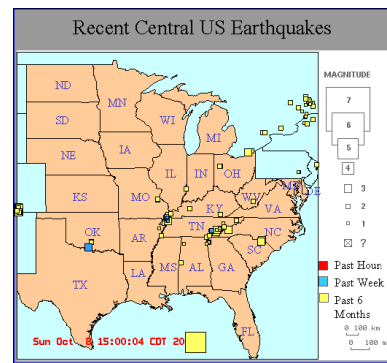 Recent Central US Earthquakes
ND
MN
SD
WI
MI
NE
IA
IL
IN
OH
KS
MO
KY
WV
VA
DE
OK
AR
TN
NC
SC
TX
LA
MS
AL
GA
FL
Sun Oct 8 15:00:04 CDT 20
MAGNITUDE
7
6
5
4
3
2
1
?
Past Hour
Past Week
Past 6
Months
0 100 km
0 100 m